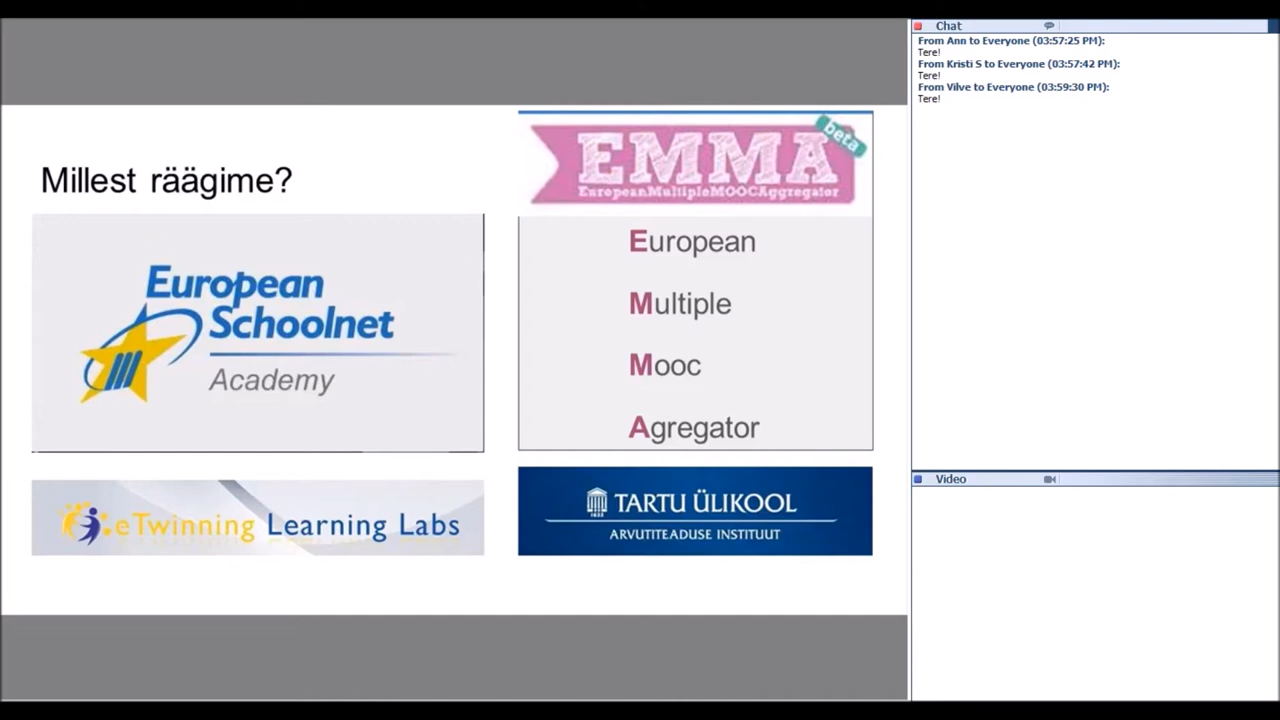 Millest räägime?
European
Schoolnet
Academy
eTwinning Learning Labs
EMMA
beta
EuropeanMultipleMOOCAggregator
European
Multiple
Mooc
Agregator
TARTU ÜLIKOOL
1632
ARVUTITEADUSE INSTITUUT
Chat
From Ann to Everyone (03:57:25 PM):
Tere!
From Kristi S to Everyone (03:57:42 PM):
Tere!
From Vilve to Everyone (03:59:30 PM):
Tere!
Video